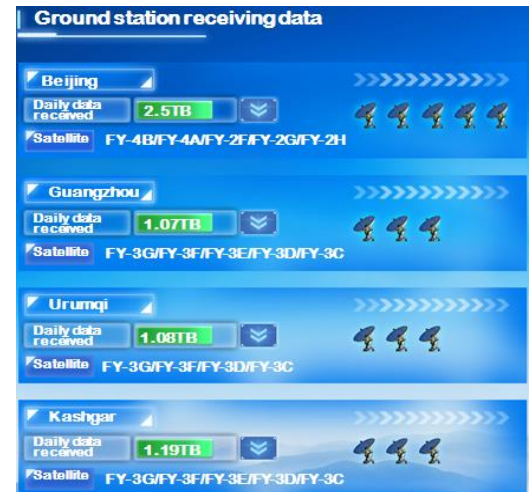 Ground station receiving data
Beijing
Daily data
received
2.5TB
Satellite FY-4B/FY-4A/FY-2F/FY-2G/FY-2H
Guangzhou
Daily data
received
1.07TB
Satellite FY-3G/FY-3F/FY-3E/FY-3D/FY-3C
Urumqi
Daily data
received
1.08TB
Satellite FY-3G/FY-3F/FY-3D/FY-3C
Kashgar
Daily data
received
1.19TB
Satellite FY-3G/FY-3F/FY-3E/FY-3D/FY-3C